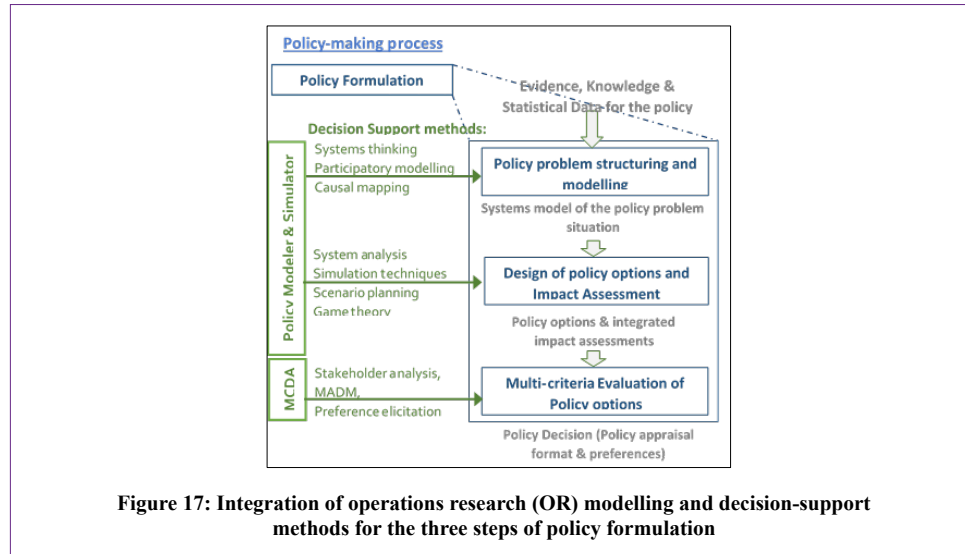 Policy-making process
Policy Formulation
Evidence, Knowledge &
Statistical Data for the policy
Decision Support methods:
Systems thinking
Participatory modelling
Causal mapping
Policy problem structuring and
modelling
Systems model of the policy problem
situation
Policy Modeler & Simulator
System analysis
Simulation techniques
Scenario planning
Game theory
Design of policy options and
Impact Assessment
Policy options & integrated
impact assessments
MCDA
Stakeholder analysis,
MADM,
Preference elicitation
Multi-criteria Evaluation of
Policy options
Policy Decision (Policy appraisal
format & preferences)
Figure 17: Integration of operations research (OR) modelling and decision-support
methods for the three steps of policy formulation